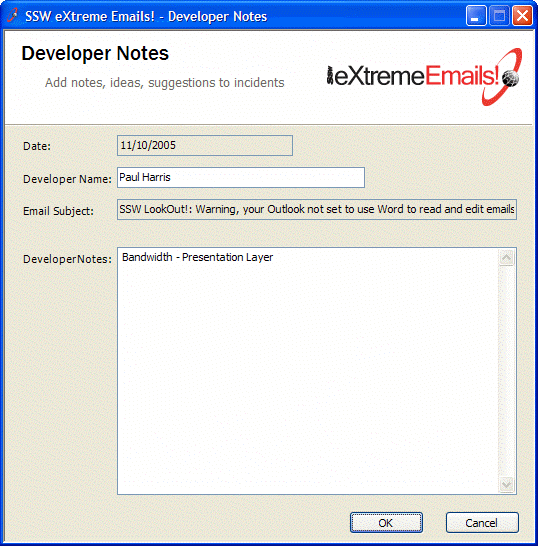 SSW eXtreme Emails! - Developer Notes
Developer Notes
Add notes, ideas, suggestions to incidents
SSW eXtremeEmails!
Date: 11/10/2005
Developer Name: Paul Harris
Email Subject: SSW LookOut!: Warning, your Outlook not set to use Word to read and edit emails
DeveloperNotes: Bandwidth - Presentation Layer
OK Cancel